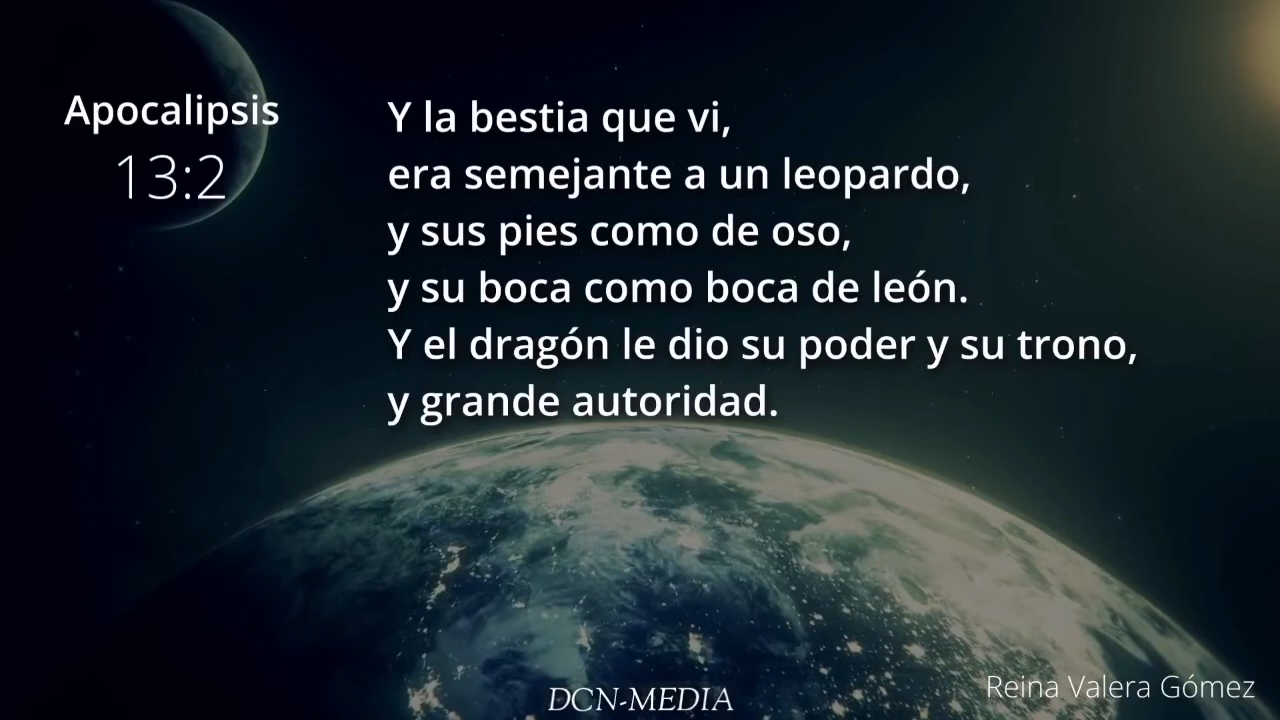 Apocalipsis
13:2
Y la bestia que vi,
era semejante a un leopardo,
y sus pies como de oso,
y su boca como boca de león.
Y el dragón le dio su poder y su trono,
y grande autoridad.
DCN-MEDIA
Reina Valera Gómez